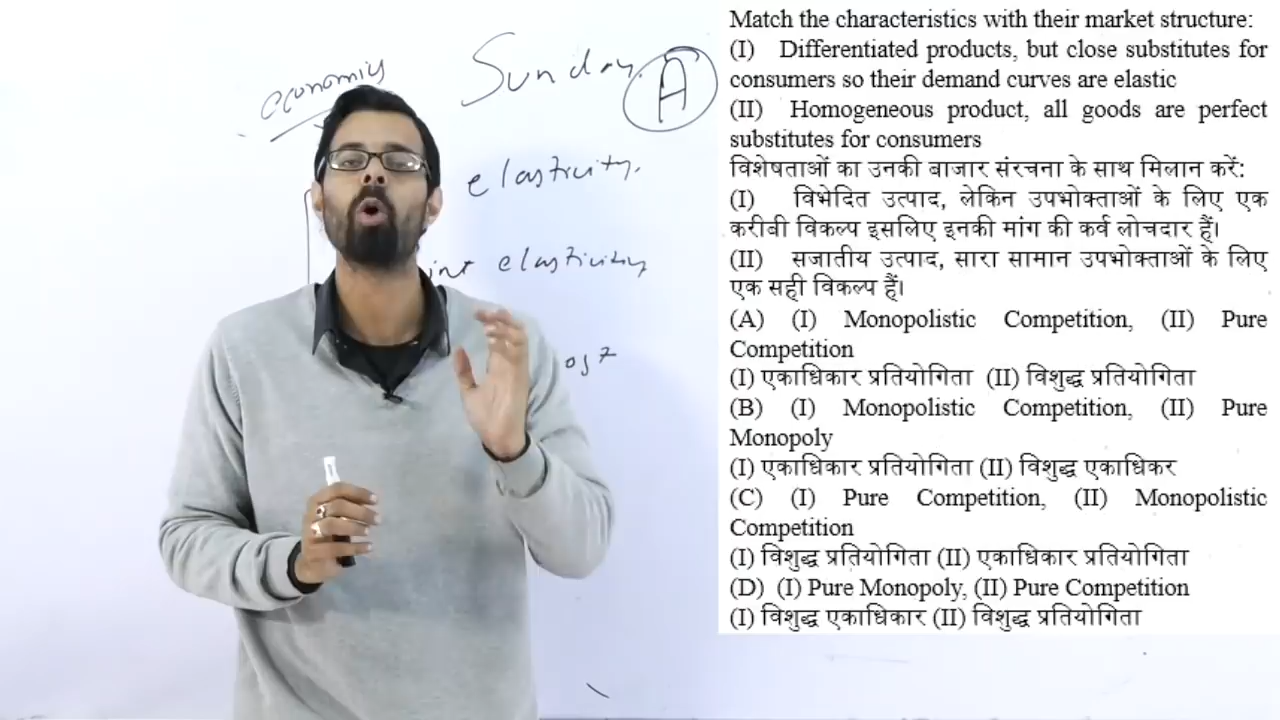 economics
Sunday
A
elasticity.
elasticity
Match the characteristics with their market structure:
(I) Differentiated products, but close substitutes for
consumers so their demand curves are elastic
(II) Homogeneous product, all goods are perfect
substitutes for consumers
विशेषताओं का उनकी बाजार संरचना के साथ मिलान करें:
(I) विभेदित उत्पाद, लेकिन उपभोक्ताओं के लिए एक
करीबी विकल्प इसलिए इनकी मांग की कर्व लोचदार हैं।
(II) सजातीय उत्पाद, सारा सामान उपभोक्ताओं के लिए
एक सही विकल्प हैं।
(A) (I) Monopolistic Competition, (II) Pure
Competition
(I) एकाधिकार प्रतियोगिता (II) विशुद्ध प्रतियोगिता
(B) (I) Monopolistic Competition, (II) Pure
Monopoly
(I) एकाधिकार प्रतियोगिता (II) विशुद्ध एकाधिकर
(C) (I) Pure Competition, (II) Monopolistic
Competition
(I) विशुद्ध प्रतियोगिता (II) एकाधिकार प्रतियोगिता
(D) (I) Pure Monopoly, (II) Pure Competition
(I) विशुद्ध एकाधिकार (II) विशुद्ध प्रतियोगिता